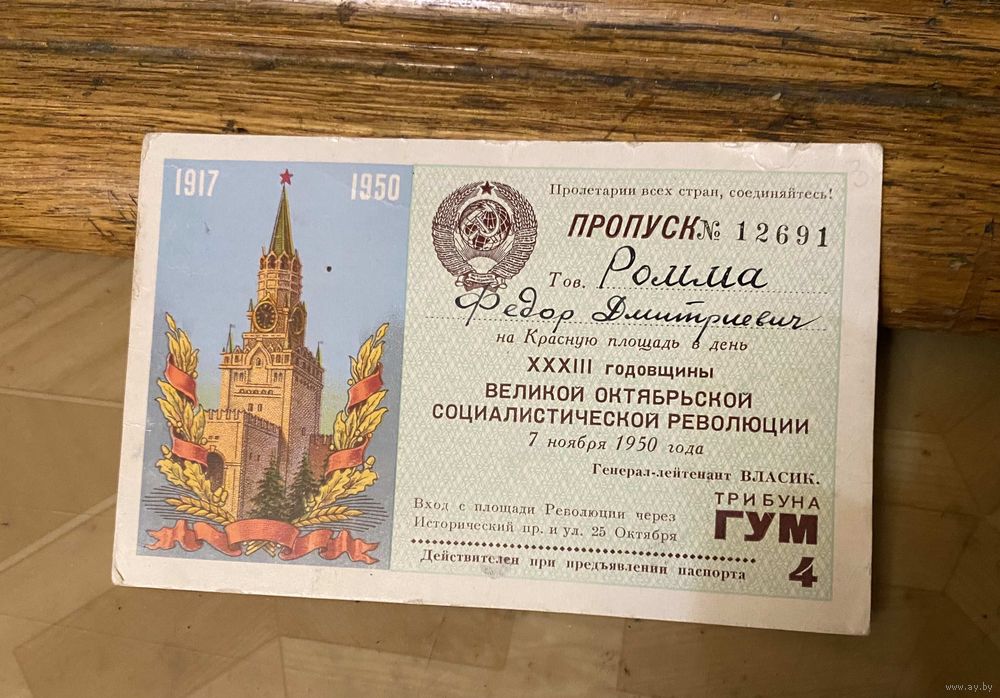 1917 1950
Пролетарии всех стран, соединяйтесь!
ПРОПУСК № 12691
Тов. Ромма
Федор Дмитриевич
на Красную площадь в день
XXXIII годовщины
ВЕЛИКОЙ ОКТЯБРЬСКОЙ
СОЦИАЛИСТИЧЕСКОЙ РЕВОЛЮЦИИ
7 ноября 1950 года
Генерал-лейтенант ВЛАСИК.
Вход с площади Революции через
Исторический пр. и ул. 25 Октября
ТРИБУНА
ГУМ
4
Действителен при предъявлении паспорта
www.ay.by